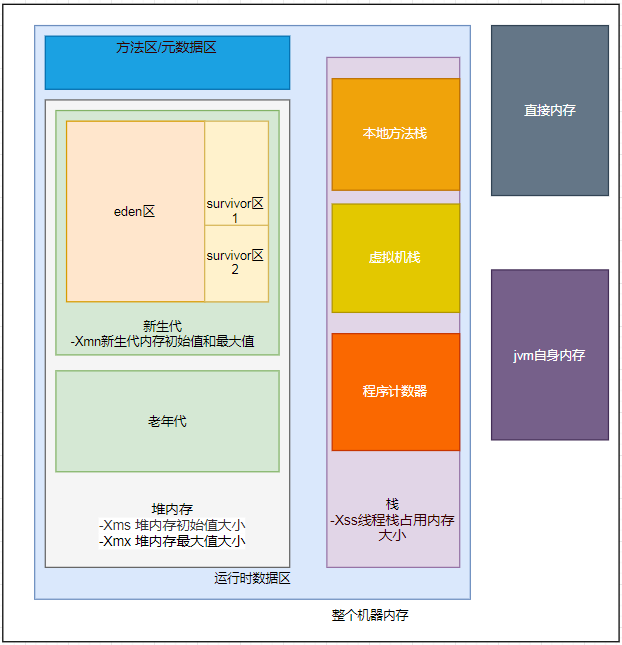 方法区/元数据区
eden区
survivor区
1
survivor区
2
新生代
-Xmn新生代内存初始值和最大值
老年代
堆内存
-Xms 堆内存初始值大小
-Xmx 堆内存最大值大小
运行时数据区
本地方法栈
虚拟机栈
程序计数器
栈
-Xss线程栈占用内存
大小
直接内存
jvm自身内存
整个机器内存